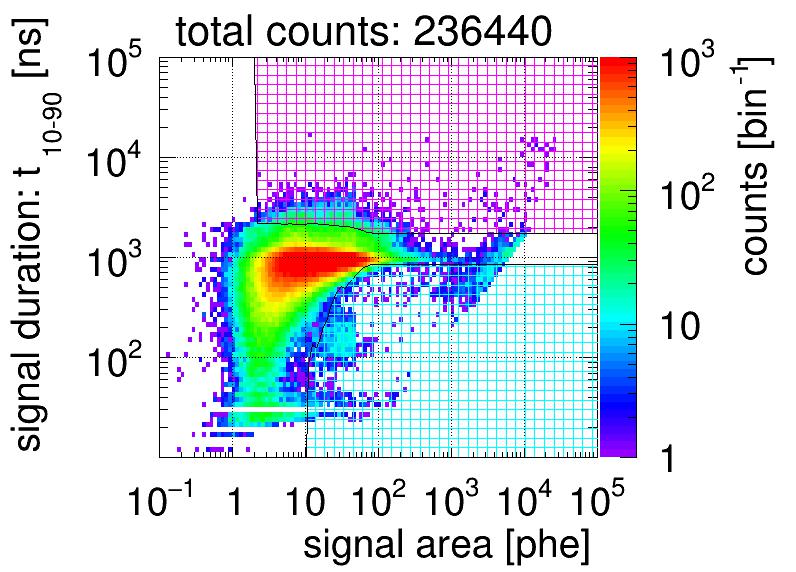 total counts: 236440
signal duration: t 10-90 [ns]
10^5
10^4
10^3
10^2
10^−1 1 10 10^2 10^3 10^4 10^5
signal area [phe]
10^3
10^2
10
1
counts [bin^-1]